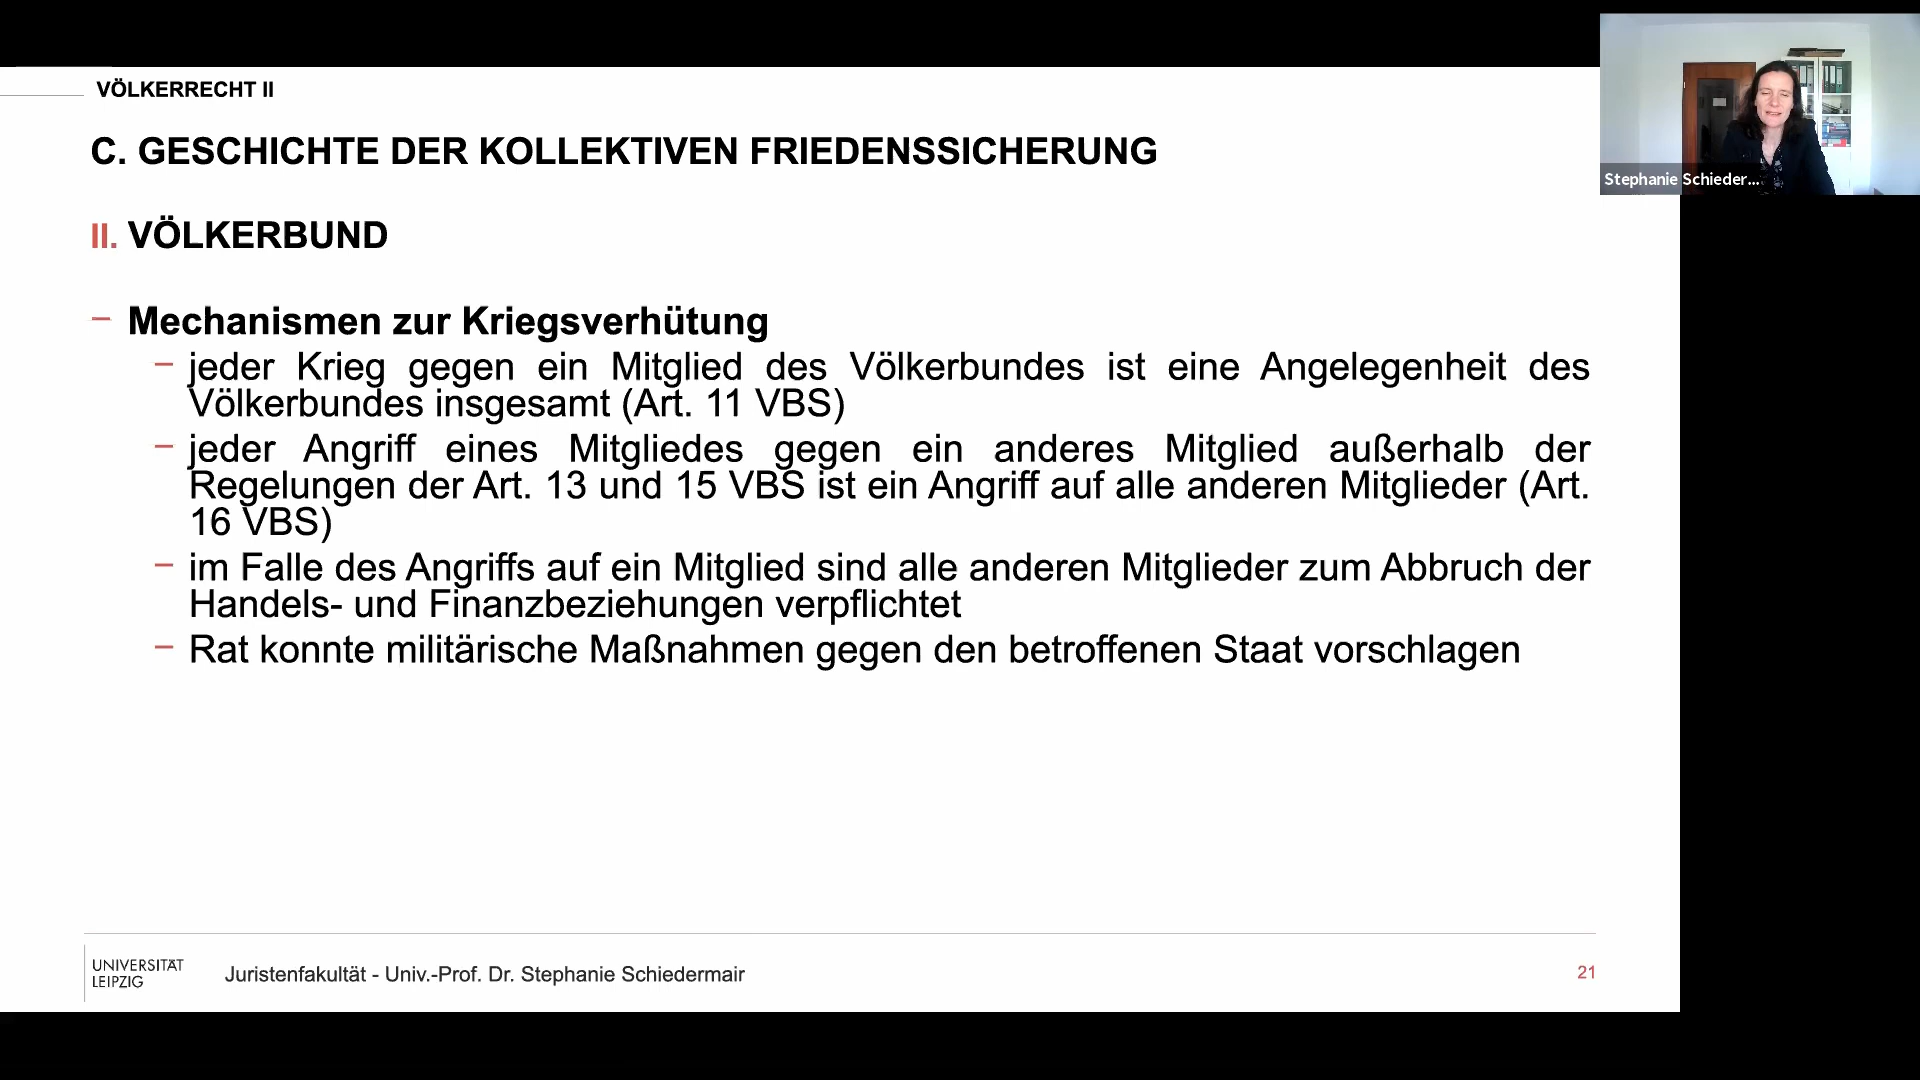 VÖLKERRECHT II
C. GESCHICHTE DER KOLLEKTIVEN FRIEDENSSICHERUNG
II. VÖLKERBUND
– Mechanismen zur Kriegsverhütung
– jeder Krieg gegen ein Mitglied des Völkerbundes ist eine Angelegenheit des
Völkerbundes insgesamt (Art. 11 VBS)
– jeder Angriff eines Mitgliedes gegen ein anderes Mitglied außerhalb der
Regelungen der Art. 13 und 15 VBS ist ein Angriff auf alle anderen Mitglieder (Art.
16 VBS)
– im Falle des Angriffs auf ein Mitglied sind alle anderen Mitglieder zum Abbruch der
Handels- und Finanzbeziehungen verpflichtet
– Rat konnte militärische Maßnahmen gegen den betroffenen Staat vorschlagen
UNIVERSITÄT
LEIPZIG
Juristenfakultät - Univ.-Prof. Dr. Stephanie Schiedermair
21
Stephanie Schieder...